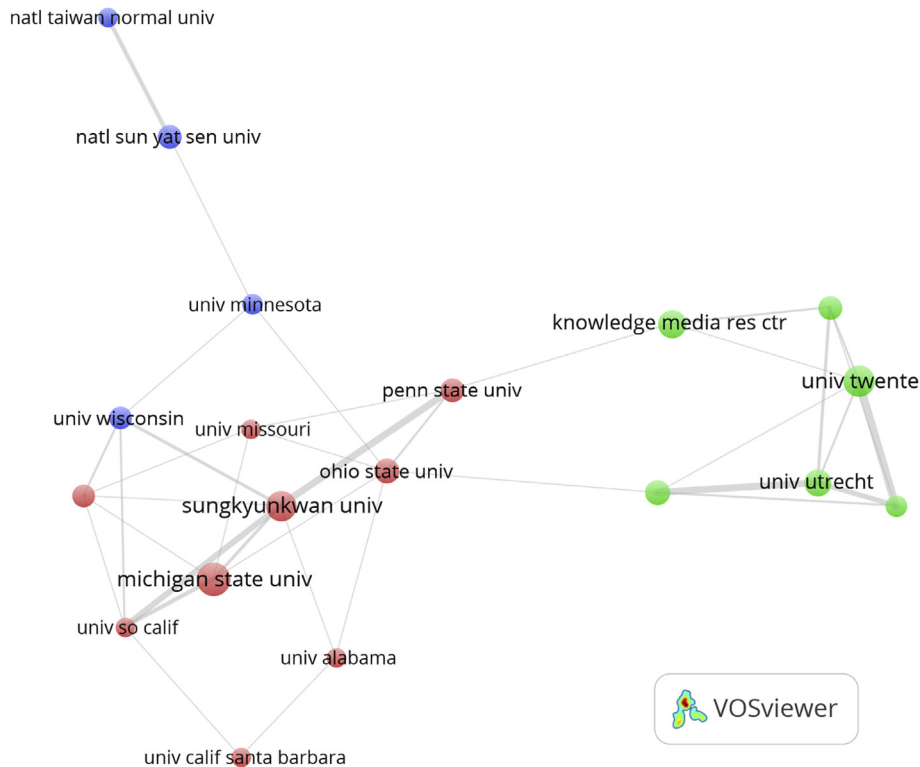 natl taiwan normal univ
natl sun yat sen univ
univ minnesota
knowledge media res ctr
univ twente
penn state univ
univ wisconsin
univ missouri
ohio state univ
univ utrecht
sungkyunkwan univ
michigan state univ
univ so calif
univ alabama
VOSviewer
univ calif santa barbara